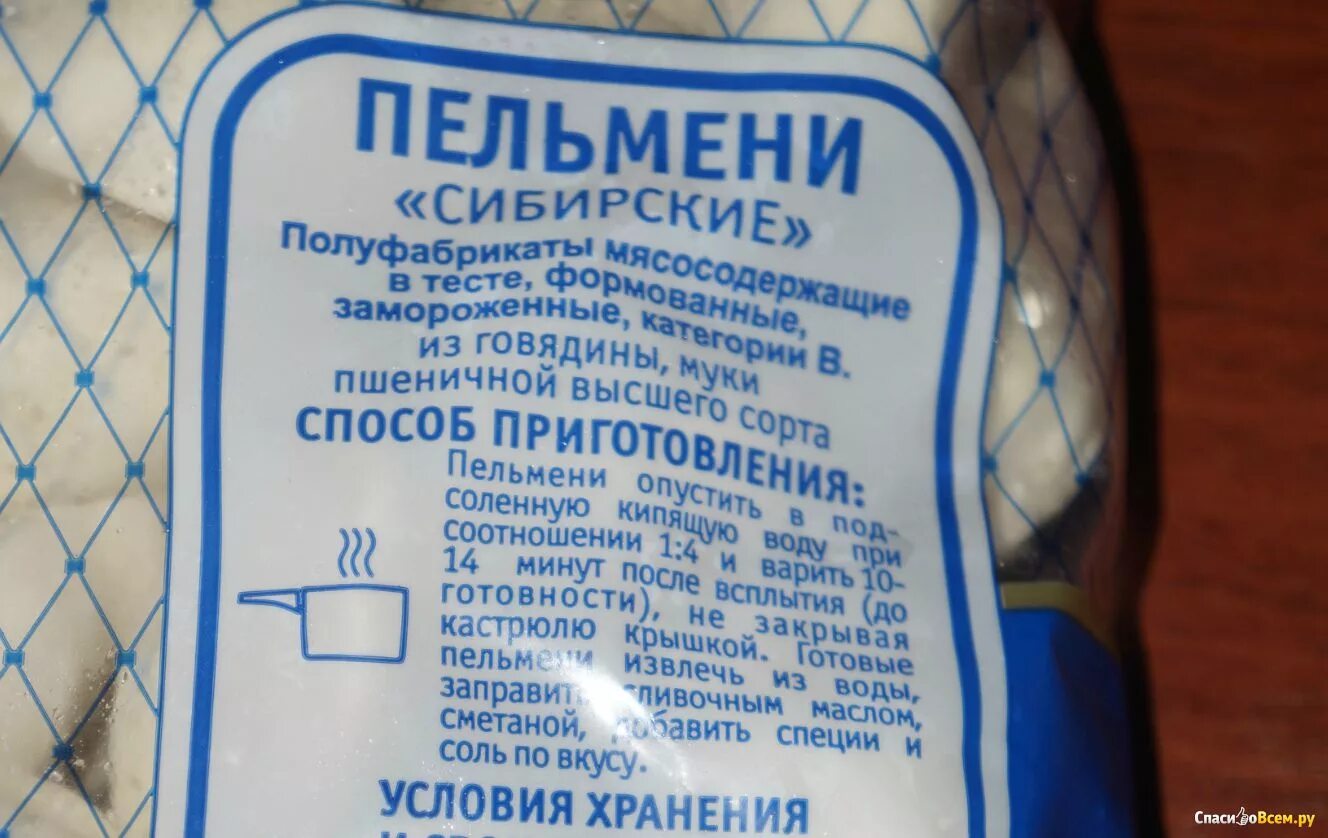 ПЕЛЬМЕНИ
«СИБИРСКИЕ»
Полуфабрикаты мясосодержащие
в тесте, формованные,
замороженные, категории В.
из говядины, муки
пшеничной высшего сорта
СПОСОБ ПРИГОТОВЛЕНИЯ:
Пельмени опустить в под-
соленную кипящую воду при
соотношении 1:4 и варить 10-
14 минут после всплытия (до
готовности), не закрывая
кастрюлю крышкой. Готовые
пельмени извлечь из воды,
заправить сливочным маслом,
сметаной, добавить специи и
соль по вкусу.
УСЛОВИЯ ХРАНЕНИЯ
СпасибоВсем.ру